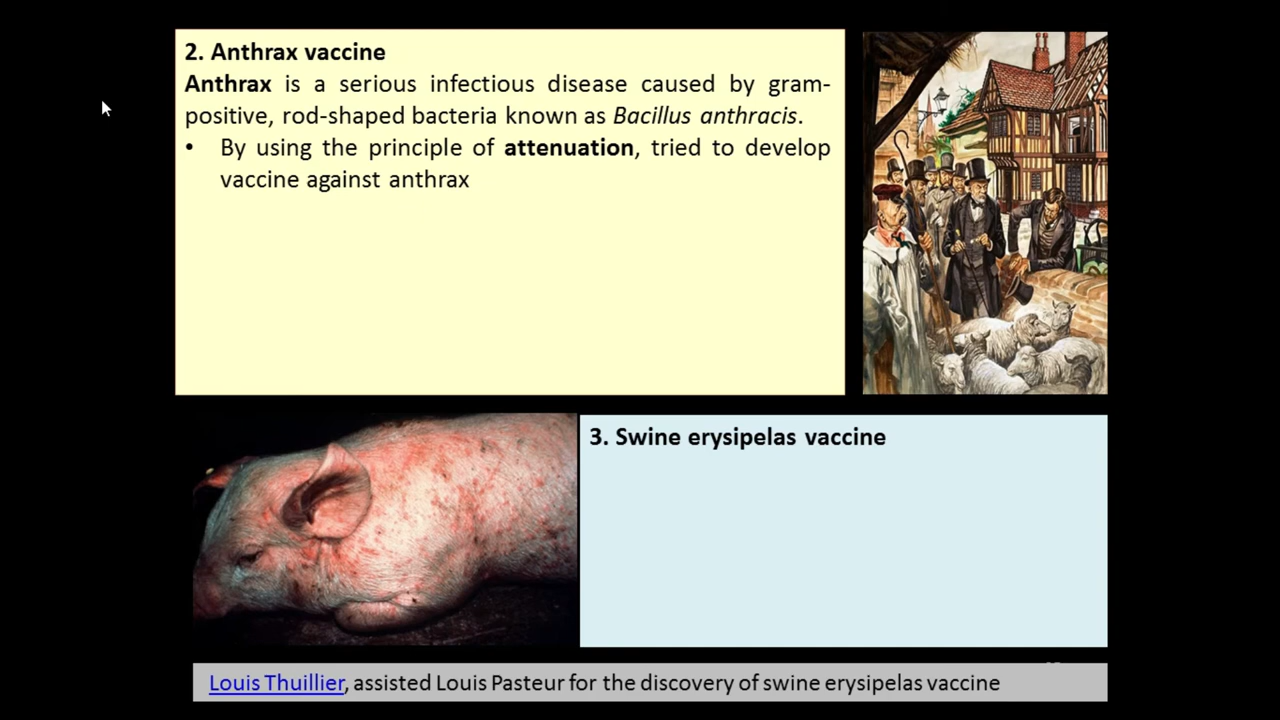 2. Anthrax vaccine
Anthrax is a serious infectious disease caused by gram-
positive, rod-shaped bacteria known as Bacillus anthracis.
• By using the principle of attenuation, tried to develop
vaccine against anthrax
3. Swine erysipelas vaccine
Louis Thuillier, assisted Louis Pasteur for the discovery of swine erysipelas vaccine